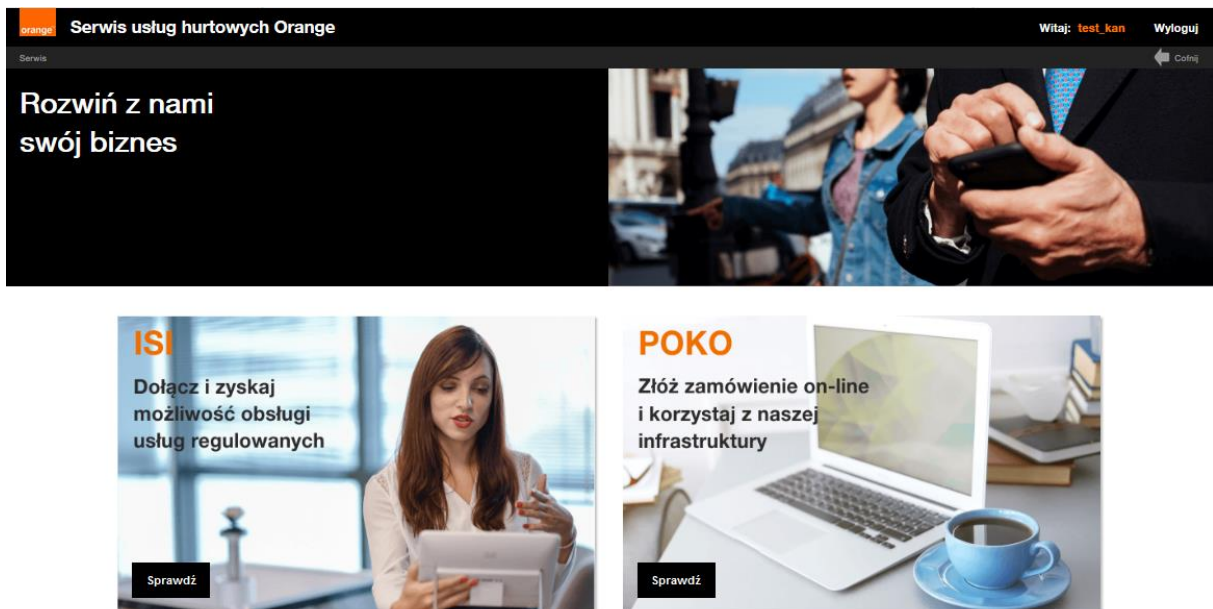 orange
Serwis usług hurtowych Orange
Witaj: test_kan
Wyloguj
Serwis
Cofnij
Rozwiń z nami
swój biznes
ISI
Dołącz i zyskaj
możliwość obsługi
usług regulowanych
Sprawdź
POKO
Złóż zamówienie on-line
i korzystaj z naszej
infrastruktury
Sprawdź